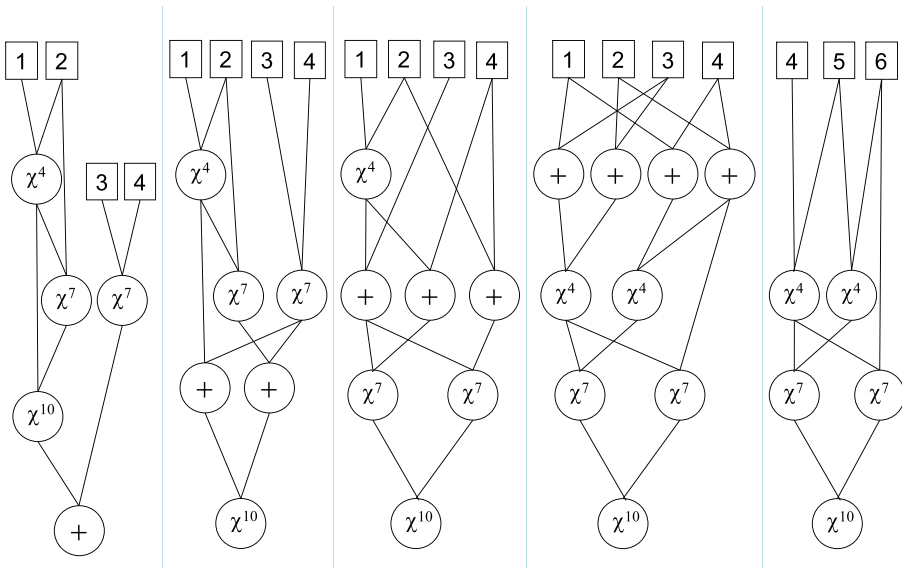 1 2 1 2 3 4 1 2 3 4 1 2 3 4 4 5 6
χ⁴ 3 4 χ⁴ χ⁴ + + + +
χ⁷ χ⁷ χ⁷ χ⁷ + + + χ⁴ χ⁴ χ⁴ χ⁴
χ¹⁰ + + χ⁷ χ⁷ χ⁷ χ⁷ χ⁷ χ⁷
+ χ¹⁰ χ¹⁰ χ¹⁰ χ¹⁰